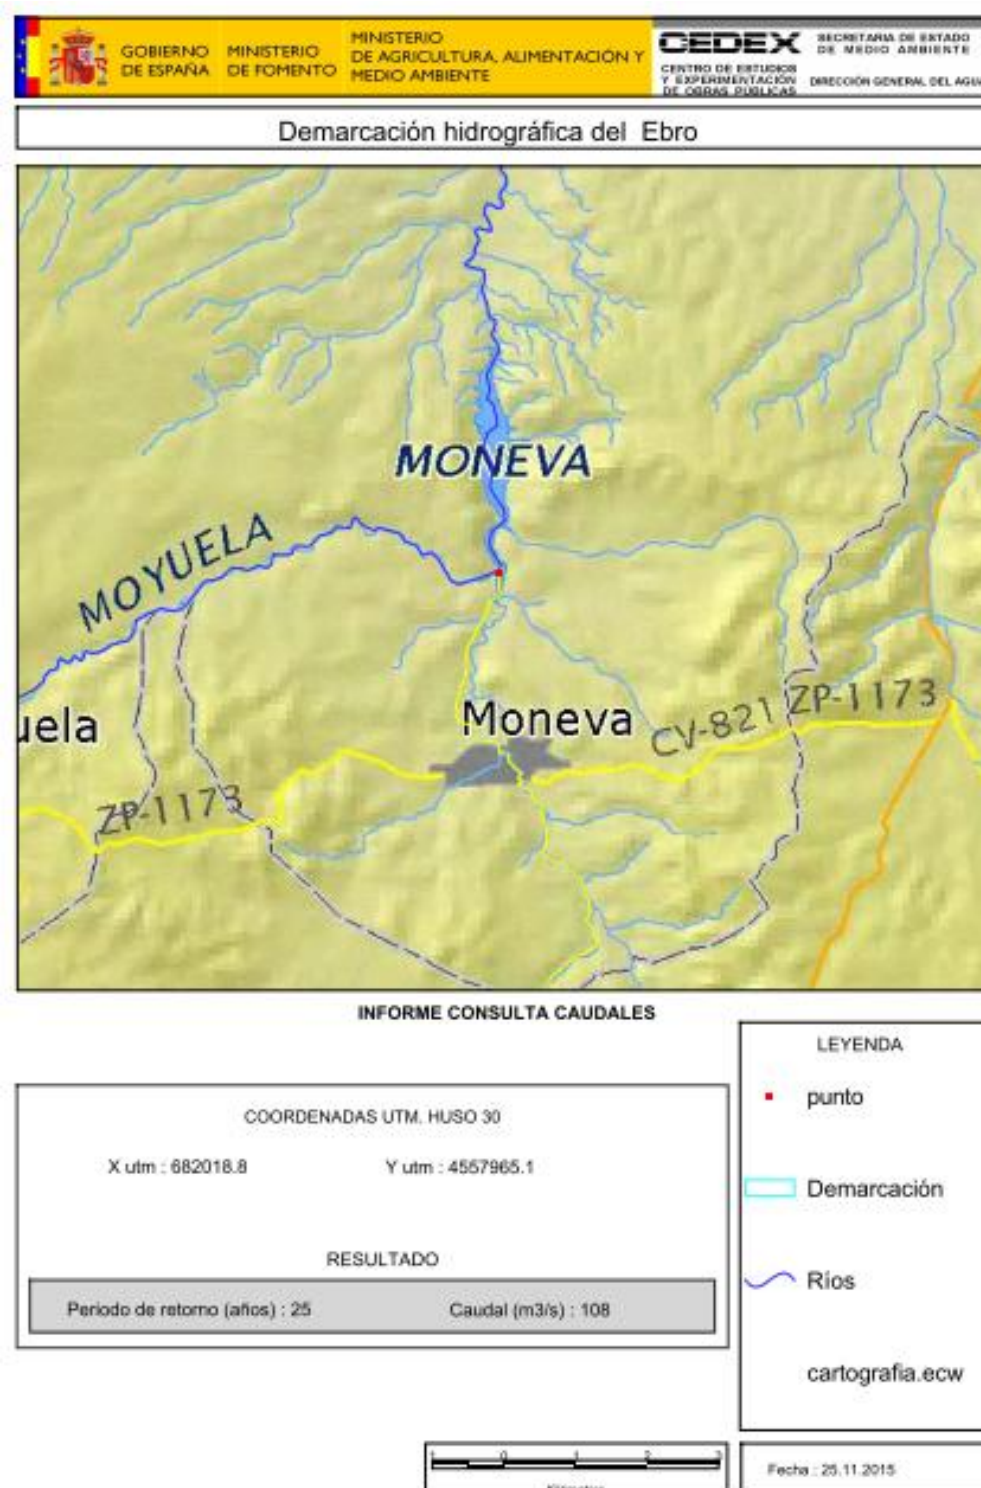 GOBIERNO
DE ESPAÑA
MINISTERIO
DE FOMENTO
MINISTERIO
DE AGRICULTURA, ALIMENTACIÓN Y
MEDIO AMBIENTE
CEDEX
CENTRO DE ESTUDIOS
Y EXPERIMENTACIÓN
DE OBRAS PÚBLICAS
SECRETARIA DE ESTADO
DE MEDIO AMBIENTE
DIRECCIÓN GENERAL DEL AGUA
Demarcación hidrográfica del Ebro
MONEVA
MOYUELA
uela
Moneva
CV-821
ZP-1173
ZP-1173
INFORME CONSULTA CAUDALES
COORDENADAS UTM. HUSO 30
X utm : 682018.8
Y utm : 4557965.1
RESULTADO
Periodo de retorno (años) : 25
Caudal (m3/s) : 108
LEYENDA
punto
Demarcación
Ríos
cartografia.ecw
1 0 1 2 3
Fecha : 25.11.2015